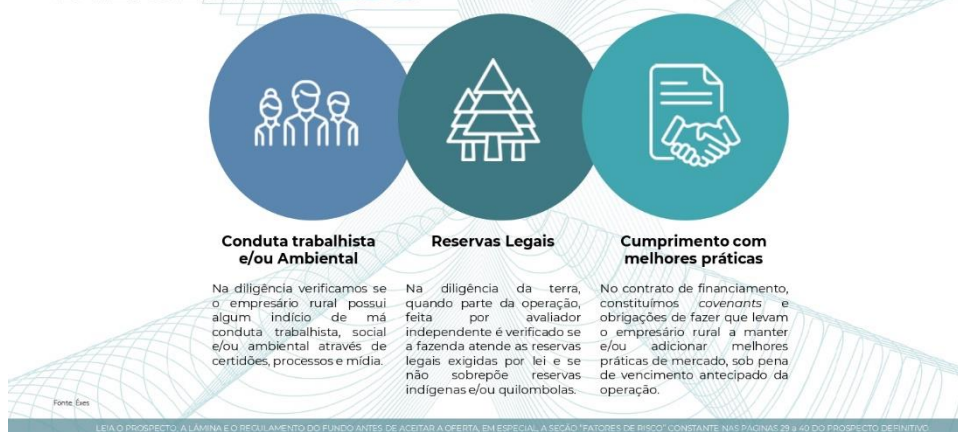 Conduta trabalhista
e/ou Ambiental
Na diligência verificamos se
o empresário rural possui
algum indício de má
conduta trabalhista, social
e/ou ambiental através de
certidões, processos e mídia.
Reservas Legais
Na diligência da terra,
quando parte da operação,
feita por avaliador
independente é verificado se
a fazenda atende as reservas
legais exigidas por lei e se
não sobrepõe reservas
indígenas e/ou quilombolas.
Cumprimento com
melhores práticas
No contrato de financiamento,
constituímos covenants e
obrigações de fazer que levam
o empresário rural a manter
e/ou adicionar melhores
práticas de mercado, sob pena
de vencimento antecipado da
operação.
Fonte: Éxes
LEIA O PROSPECTO, A LÂMINA E O REGULAMENTO DO FUNDO ANTES DE ACEITAR A OFERTA, EM ESPECIAL, A SEÇÃO "FATORES DE RISCO" CONSTANTE NAS PÁGINAS 29 a 40 DO PROSPECTO DEFINITIVO